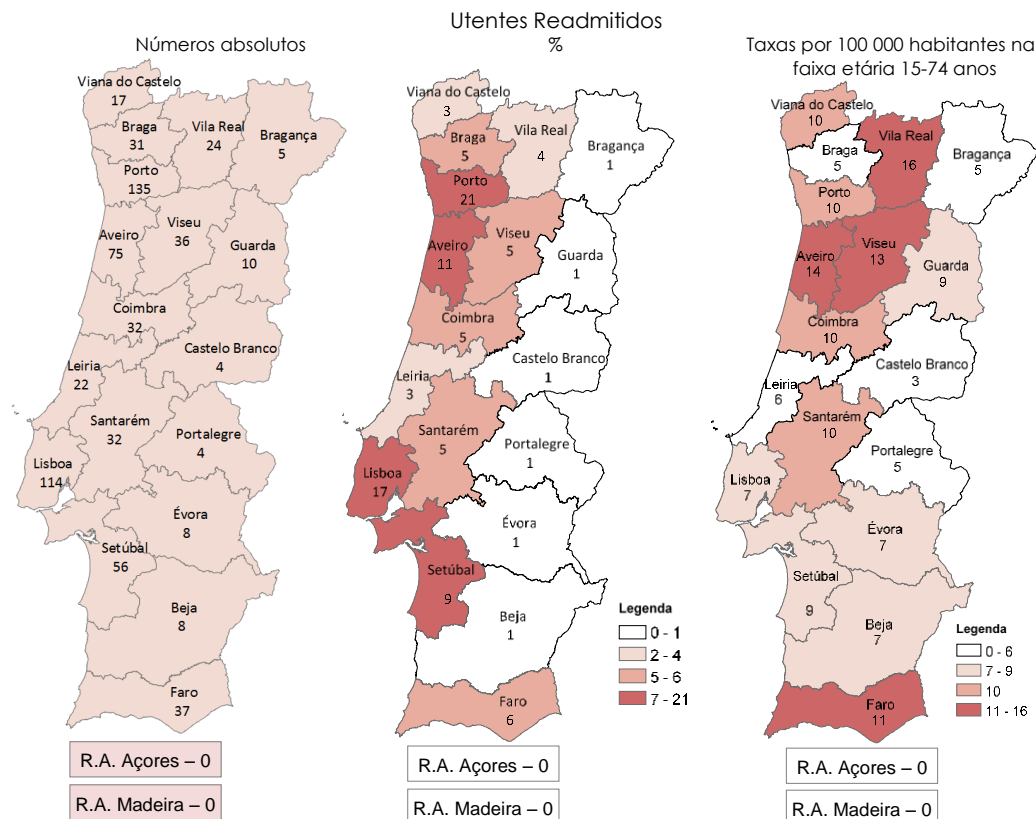 Utentes Readmitidos
%
Números absolutos
Viana do Castelo
17
Braga
31
Vila Real
24
Bragança
5
Porto
135
Viseu
36
Aveiro
75
Guarda
10
Coimbra
32
Castelo Branco
4
Leiria
22
Santarém
32
Portalegre
4
Lisboa
114
Évora
8
Setúbal
56
Beja
8
Faro
37
R.A. Açores – 0
R.A. Madeira – 0
Viana do Castelo
3
Braga
5
Vila Real
4
Bragança
1
Porto
21
Viseu
5
Aveiro
11
Guarda
1
Coimbra
5
Castelo Branco
1
Leiria
3
Santarém
5
Portalegre
1
Lisboa
17
Évora
1
Setúbal
9
Beja
1
Faro
6
Legenda
0 - 1
2 - 4
5 - 6
7 - 21
R.A. Açores – 0
R.A. Madeira – 0
Taxas por 100 000 habitantes na
faixa etária 15-74 anos
Viana do Castelo
10
Vila Real
16
Braga
5
Bragança
5
Porto
10
Viseu
13
Aveiro
14
Guarda
9
Coimbra
10
Castelo Branco
3
Leiria
6
Santarém
10
Portalegre
5
Lisboa
7
Évora
7
Setúbal
9
Beja
7
Faro
11
Legenda
0 - 6
7 - 9
10
11 - 16
R.A. Açores – 0
R.A. Madeira – 0